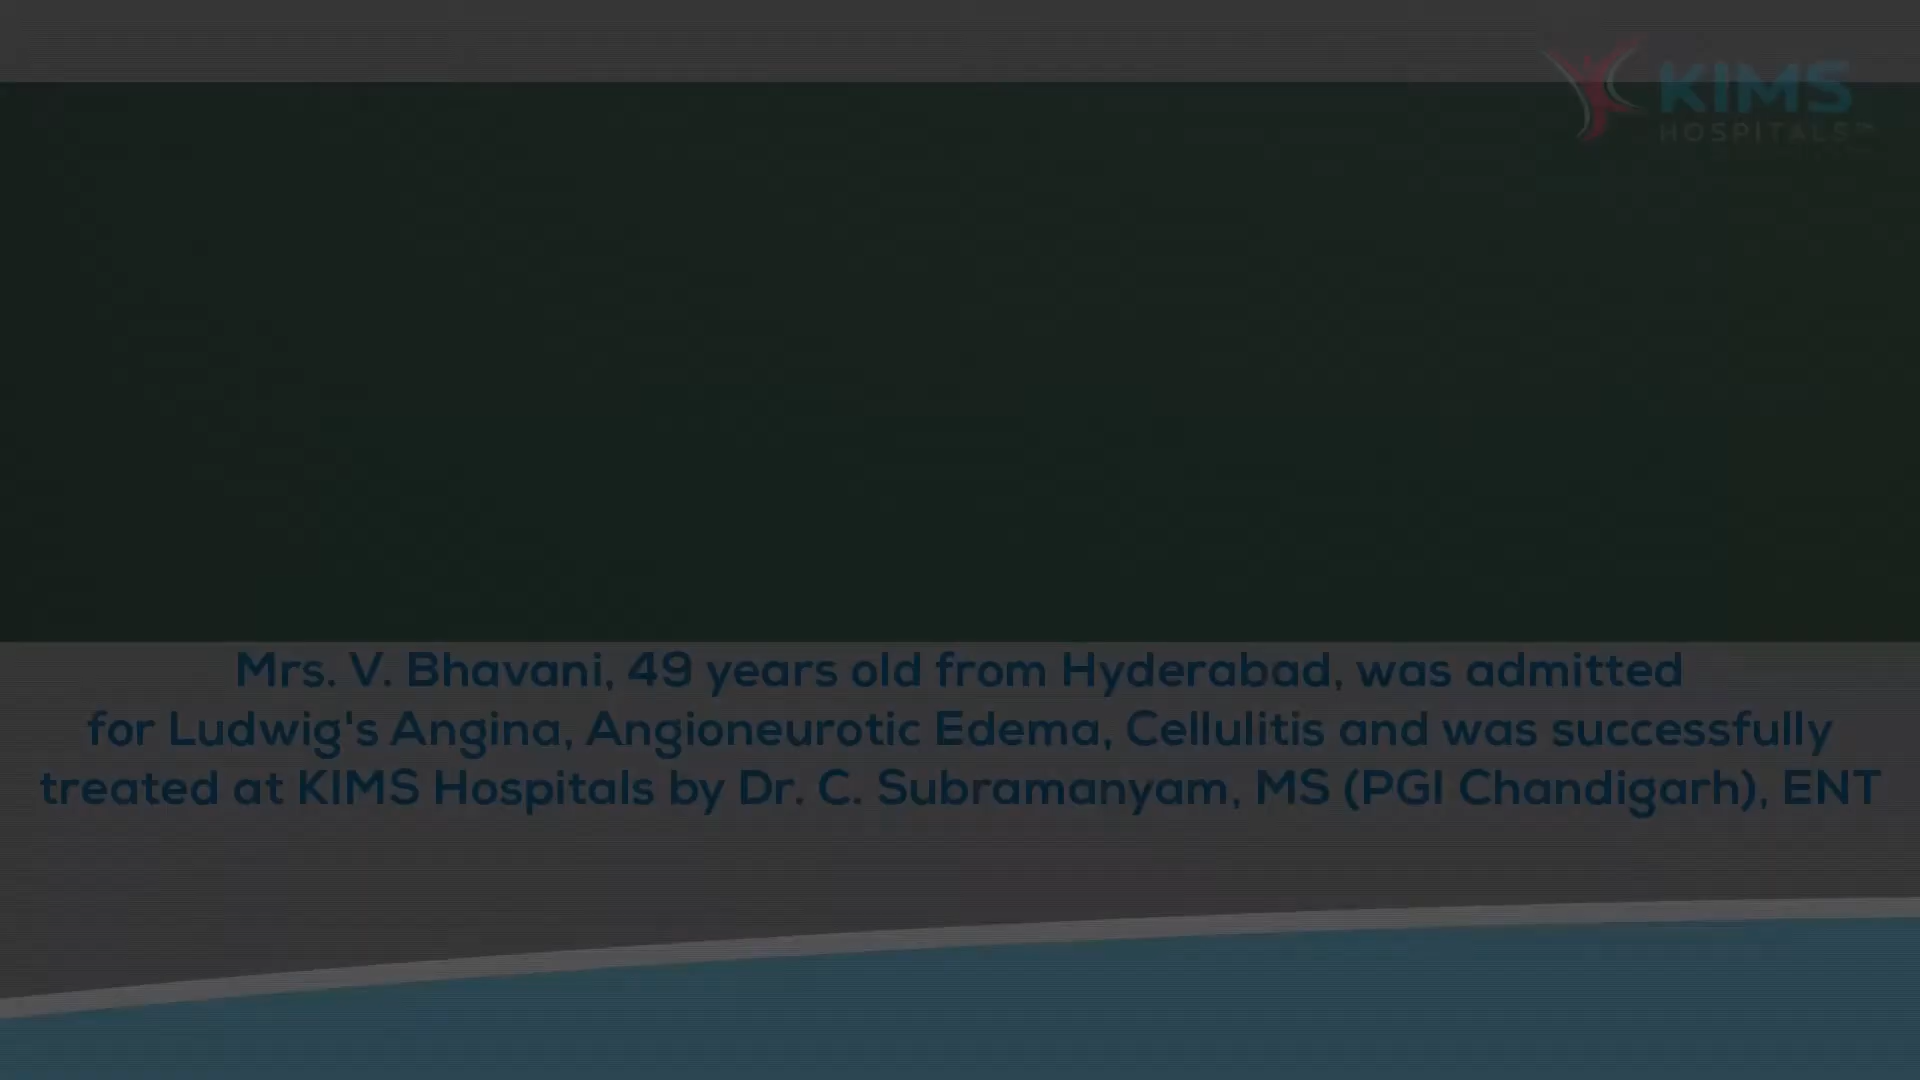 KIMS
HOSPITALS
Mrs. V. Bhavani, 49 years old from Hyderabad, was admitted
for Ludwig's Angina, Angioneurotic Edema, Cellulitis and was successfully
treated at KIMS Hospitals by Dr. C. Subramanyam, MS (PGI Chandigarh), ENT